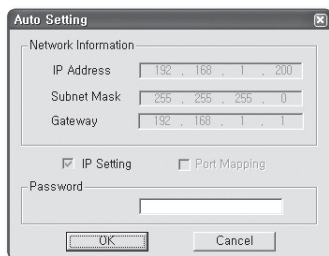 Auto Setting
Network Information
IP Address 192 . 168 . 1 . 200
Subnet Mask 255 . 255 . 255 . 0
Gateway 192 . 168 . 1 . 1
IP Setting Port Mapping
Password
OK Cancel